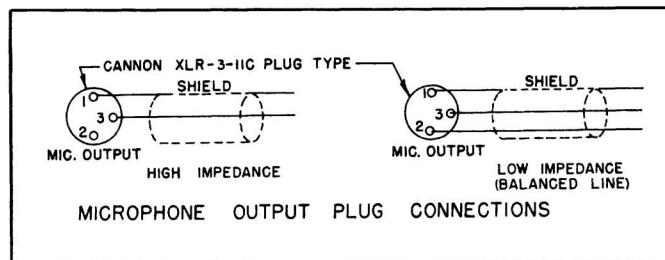 CANNON XLR-3-11C PLUG TYPE
SHIELD
1
3
2
MIC. OUTPUT
HIGH IMPEDANCE
SHIELD
1
3
2
MIC. OUTPUT
LOW IMPEDANCE
(BALANCED LINE)
MICROPHONE OUTPUT PLUG CONNECTIONS